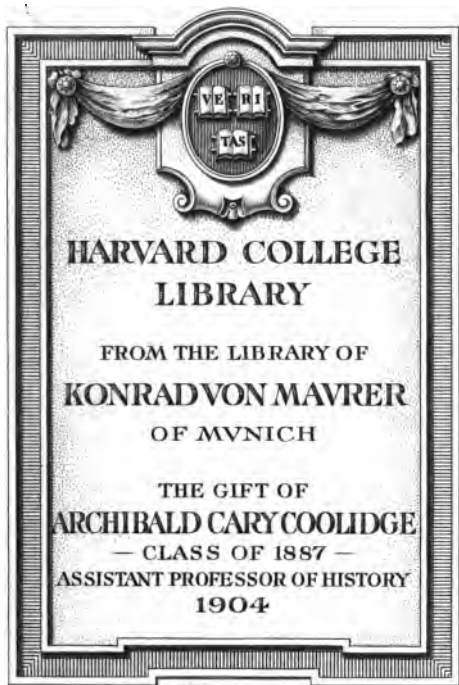 VE RI
TAS
HARVARD COLLEGE
LIBRARY
FROM THE LIBRARY OF
KONRAD VON MAVRER
OF MVNICH
THE GIFT OF
ARCHIBALD CARY COOLIDGE
— CLASS OF 1887 —
ASSISTANT PROFESSOR OF HISTORY
1904